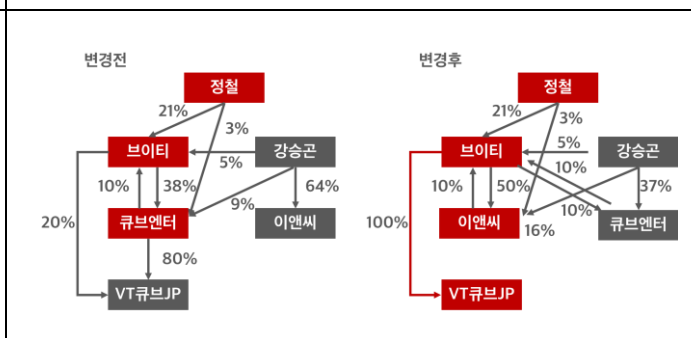 변경전
정철
21%
3%
브이티
강승곤
5%
10%
38%
64%
9%
20%
큐브엔터
이앤씨
80%
VT큐브JP
변경후
정철
21%
3%
브이티
5%
강승곤
10%
10%
50%
37%
10%
100%
이앤씨
16%
큐브엔터
VT큐브JP